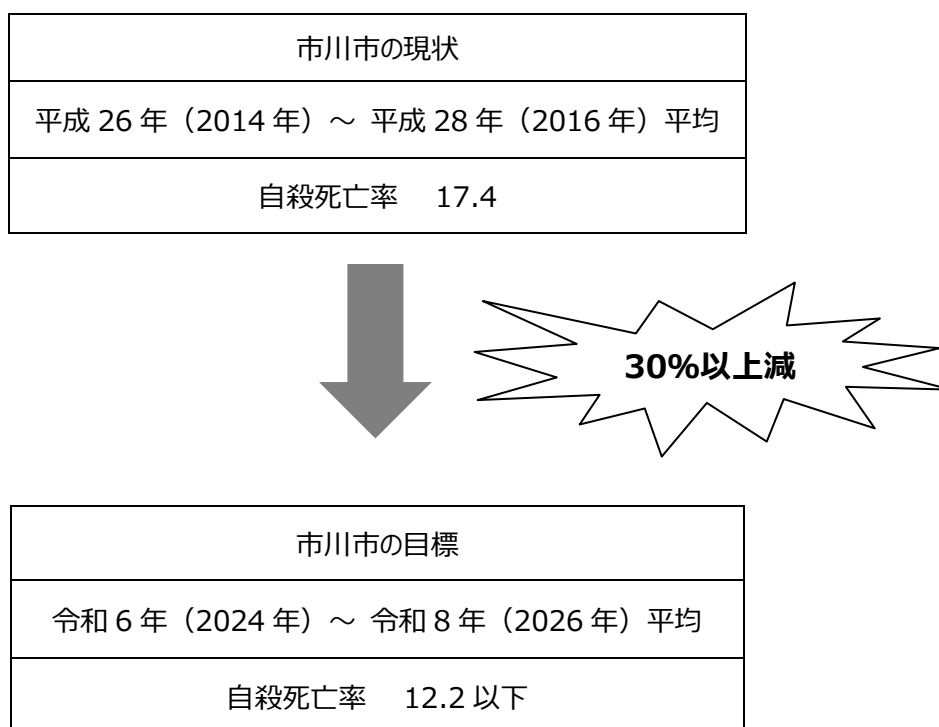 市川市の現状
平成 26 年（2014 年）～ 平成 28 年（2016 年）平均
自殺死亡率　17.4
30%以上減
市川市の目標
令和 6 年（2024 年）～ 令和 8 年（2026 年）平均
自殺死亡率　12.2 以下